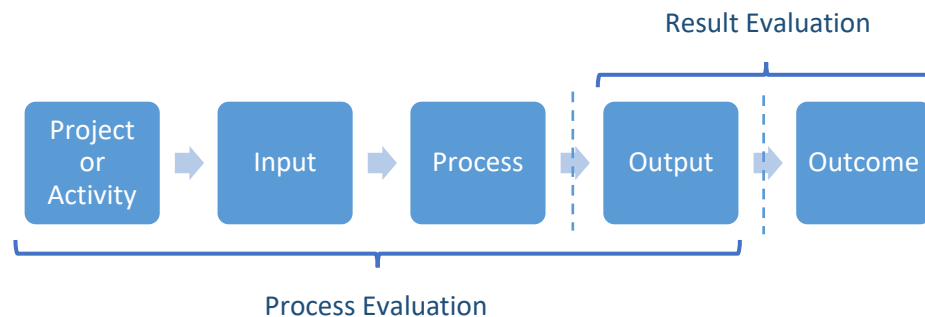 Result Evaluation
Project
or
Activity
Input
Process
Output
Outcome
Process Evaluation